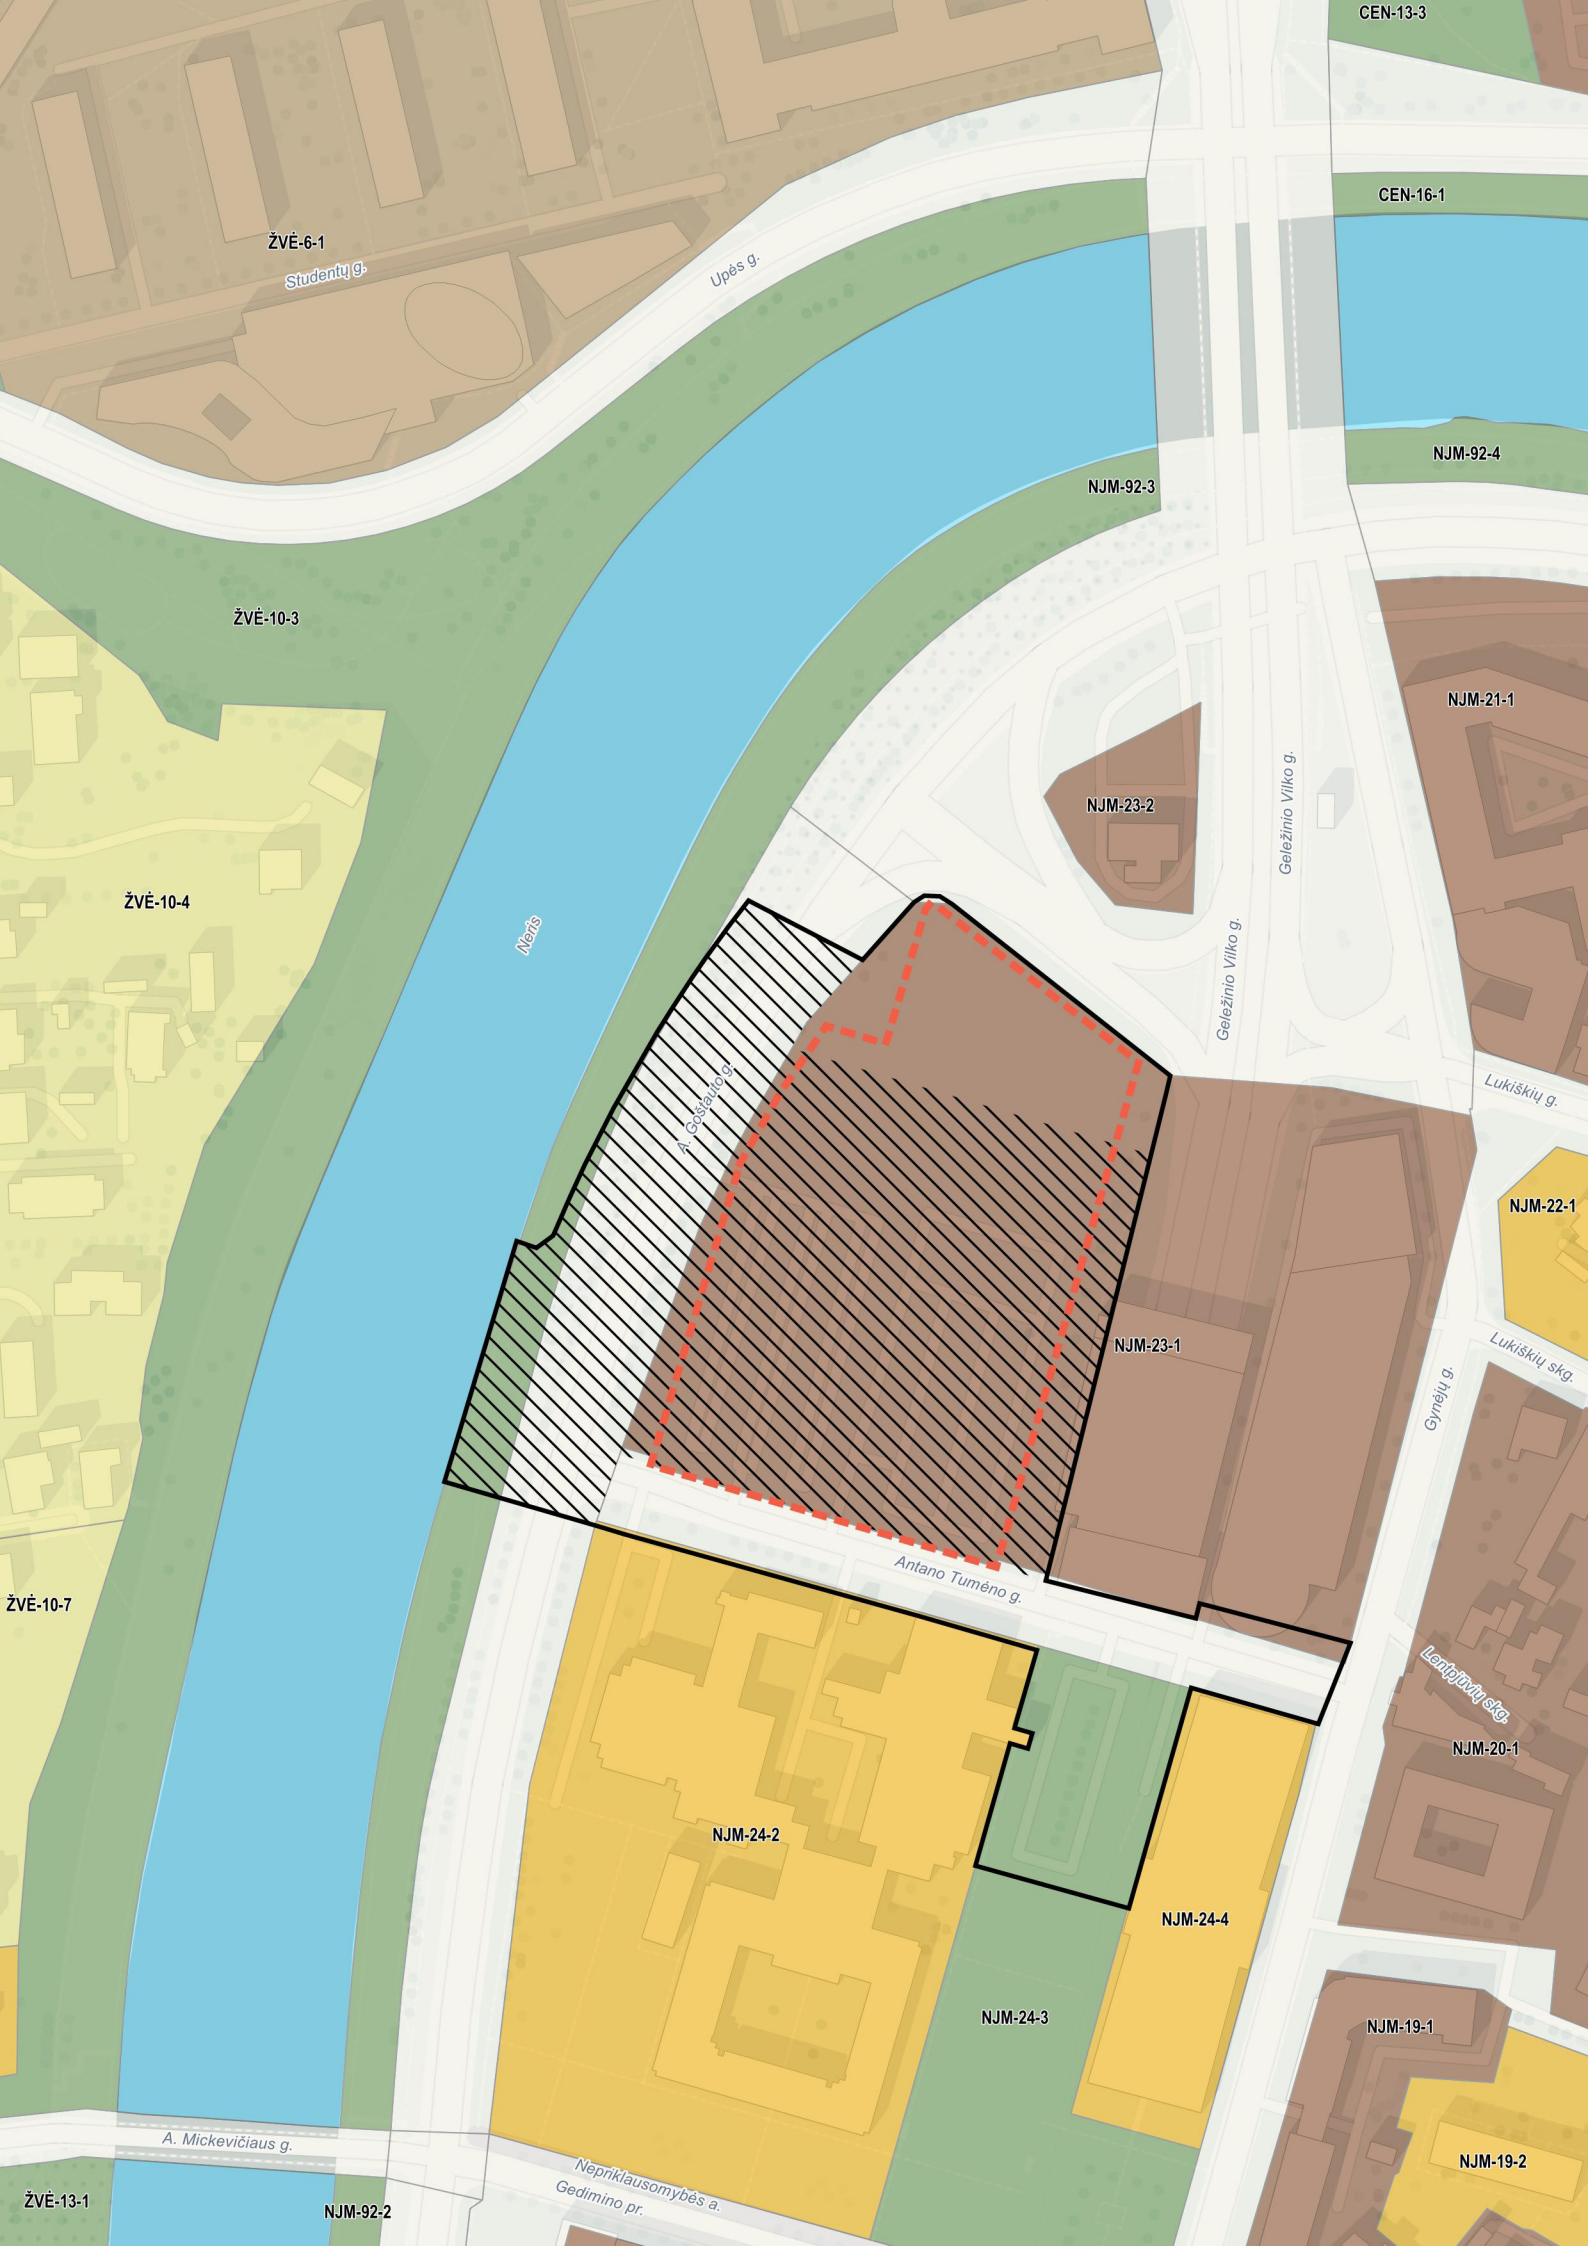 CEN-13-3
CEN-16-1
ŽVĖ-6-1
Studentų g.
Upės g.
NJM-92-4
NJM-92-3
ŽVĖ-10-3
NJM-21-1
NJM-23-2
Geležinio Vilko g.
ŽVĖ-10-4
Neris
Geležinio Vilko g.
A. Goštauto g.
Lukiškių g.
NJM-22-1
NJM-23-1
Lukiškių skg.
Gynėjų g.
Antano Tumėno g.
ŽVĖ-10-7
Lentpjūvių skg.
NJM-20-1
NJM-24-2
NJM-24-4
NJM-24-3
NJM-19-1
A. Mickevičiaus g.
NJM-19-2
Nepriklausomybės a.
Gedimino pr.
ŽVĖ-13-1
NJM-92-2